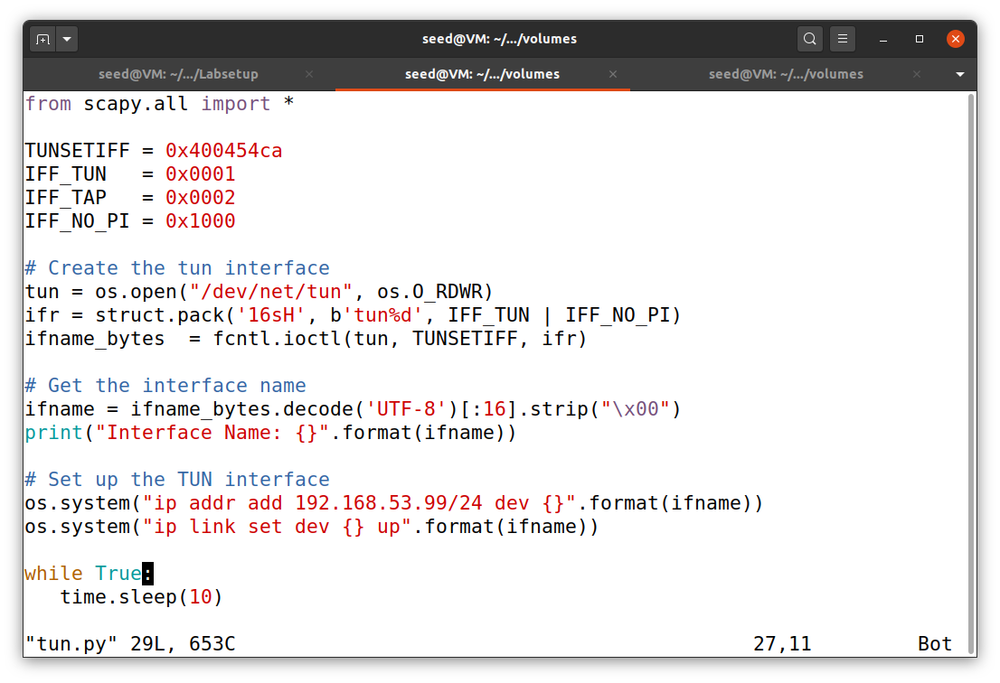 seed@VM: ~/.../volumes
seed@VM: ~/.../Labsetup
seed@VM: ~/.../volumes
seed@VM: ~/.../volumes
from scapy.all import *
TUNSETIFF = 0x400454ca
IFF_TUN   = 0x0001
IFF_TAP   = 0x0002
IFF_NO_PI = 0x1000
# Create the tun interface
tun = os.open("/dev/net/tun", os.O_RDWR)
ifr = struct.pack('16sH', b'tun%d', IFF_TUN | IFF_NO_PI)
ifname_bytes  = fcntl.ioctl(tun, TUNSETIFF, ifr)
# Get the interface name
ifname = ifname_bytes.decode('UTF-8')[:16].strip("\x00")
print("Interface Name: {}".format(ifname))
# Set up the TUN interface
os.system("ip addr add 192.168.53.99/24 dev {}".format(ifname))
os.system("ip link set dev {} up".format(ifname))
while True:
   time.sleep(10)
"tun.py" 29L, 653C 27,11 Bot